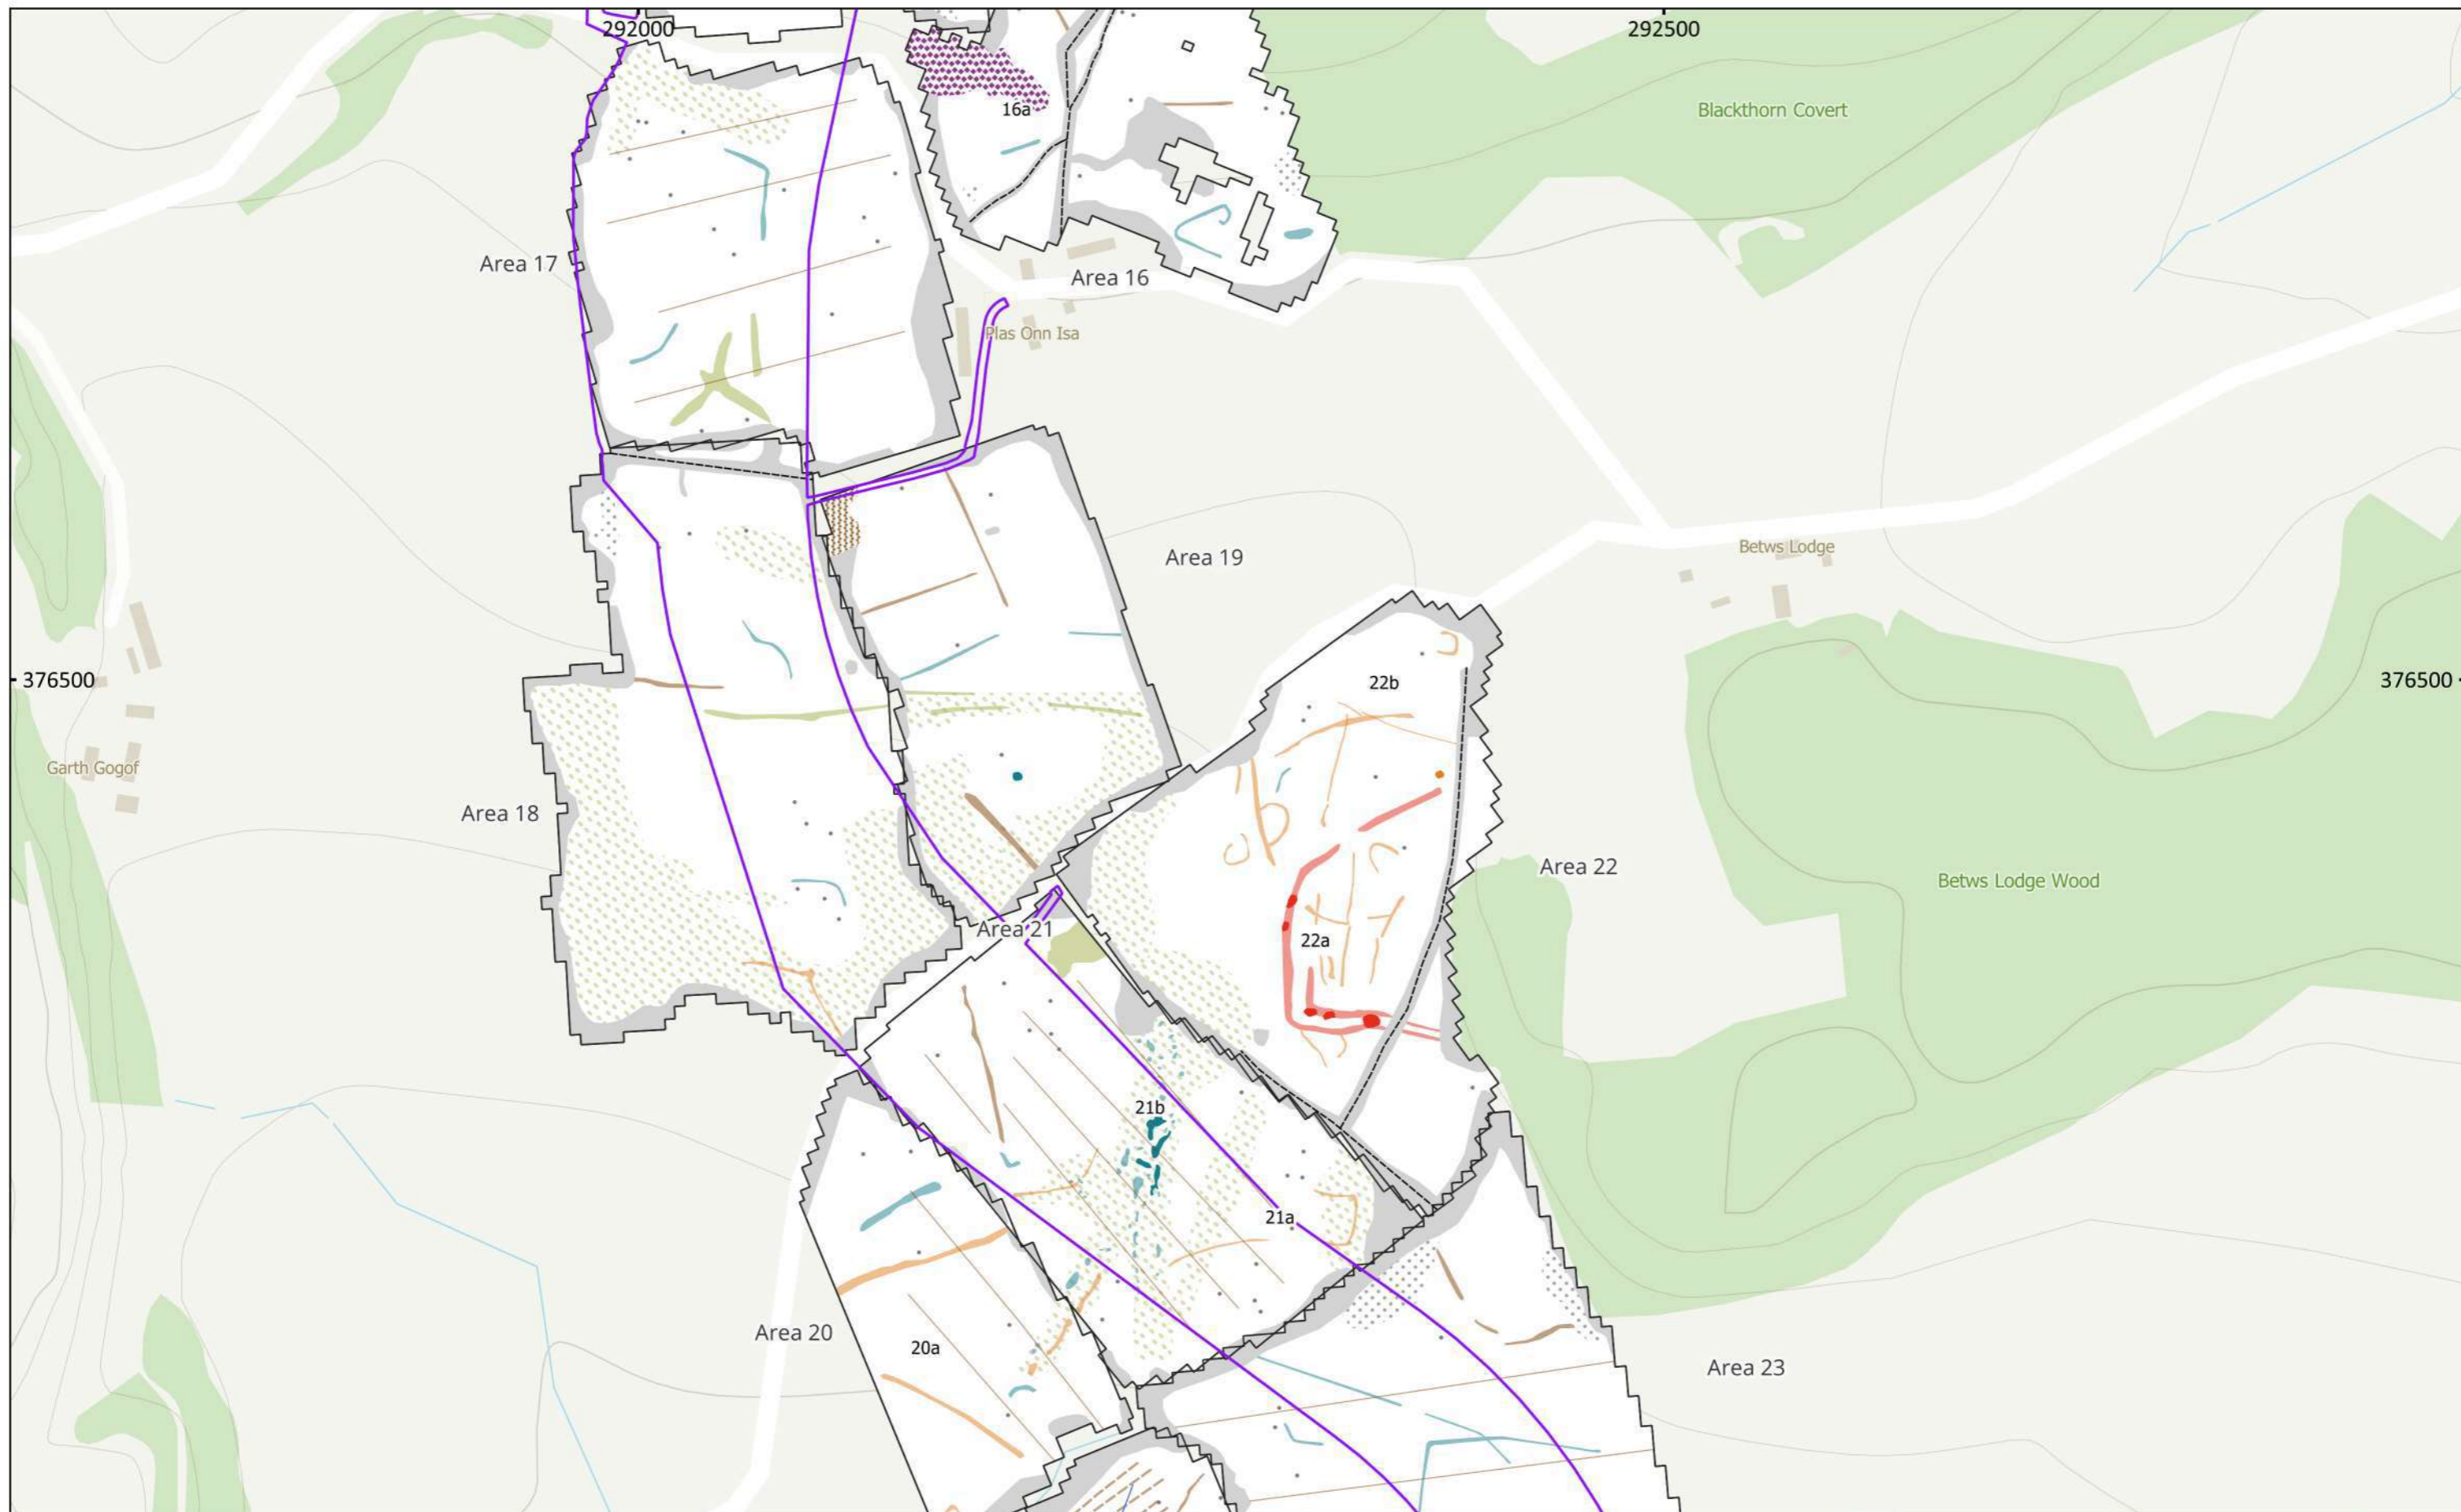 292000
292500
16a
Blackthorn Covert
Area 17
Area 16
Plas Onn Isa
Area 19
Betws Lodge
376500
22b
376500
Garth Gogof
Area 18
Area 22
Betws Lodge Wood
Area 21
22a
21b
21a
Area 20
20a
Area 23